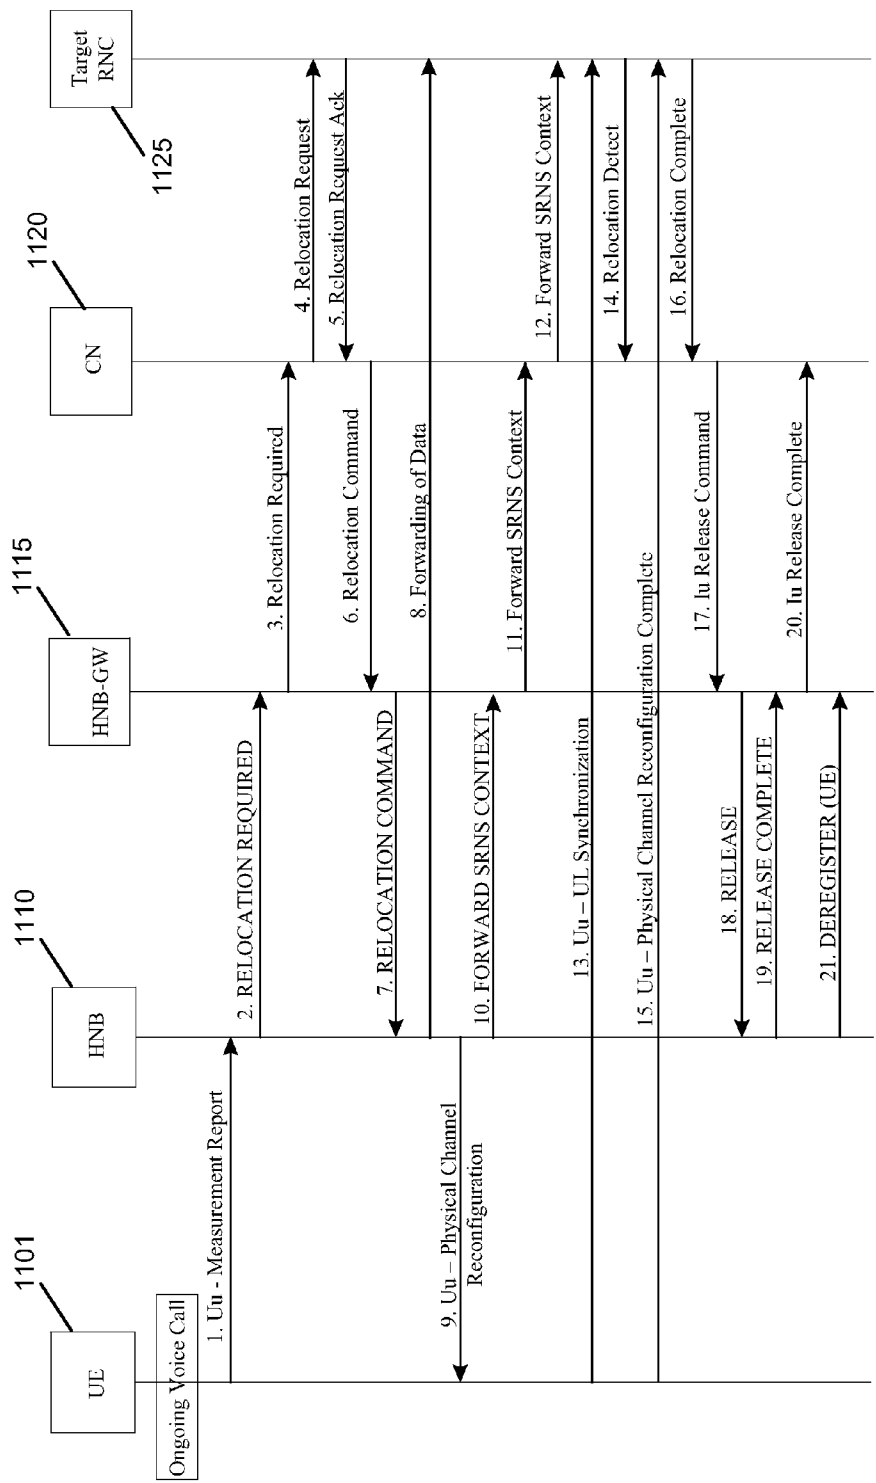 UE
1101
HNB
1110
HNB-GW
1115
CN
1120
Target
RNC
1125
Ongoing Voice Call
1. Uu - Measurement Report
2. RELOCATION REQUIRED
3. Relocation Required
4. Relocation Request
5. Relocation Request Ack
6. Relocation Command
7. RELOCATION COMMAND
8. Forwarding of Data
9. Uu – Physical Channel
Reconfiguration
10. FORWARD SRNS CONTEXT
11. Forward SRNS Context
12. Forward SRNS Context
13. Uu – UL Synchronization
14. Relocation Detect
15. Uu – Physical Channel Reconfiguration Complete
16. Relocation Complete
17. Iu Release Command
18. RELEASE
19. RELEASE COMPLETE
20. Iu Release Complete
21. DEREGISTER (UE)